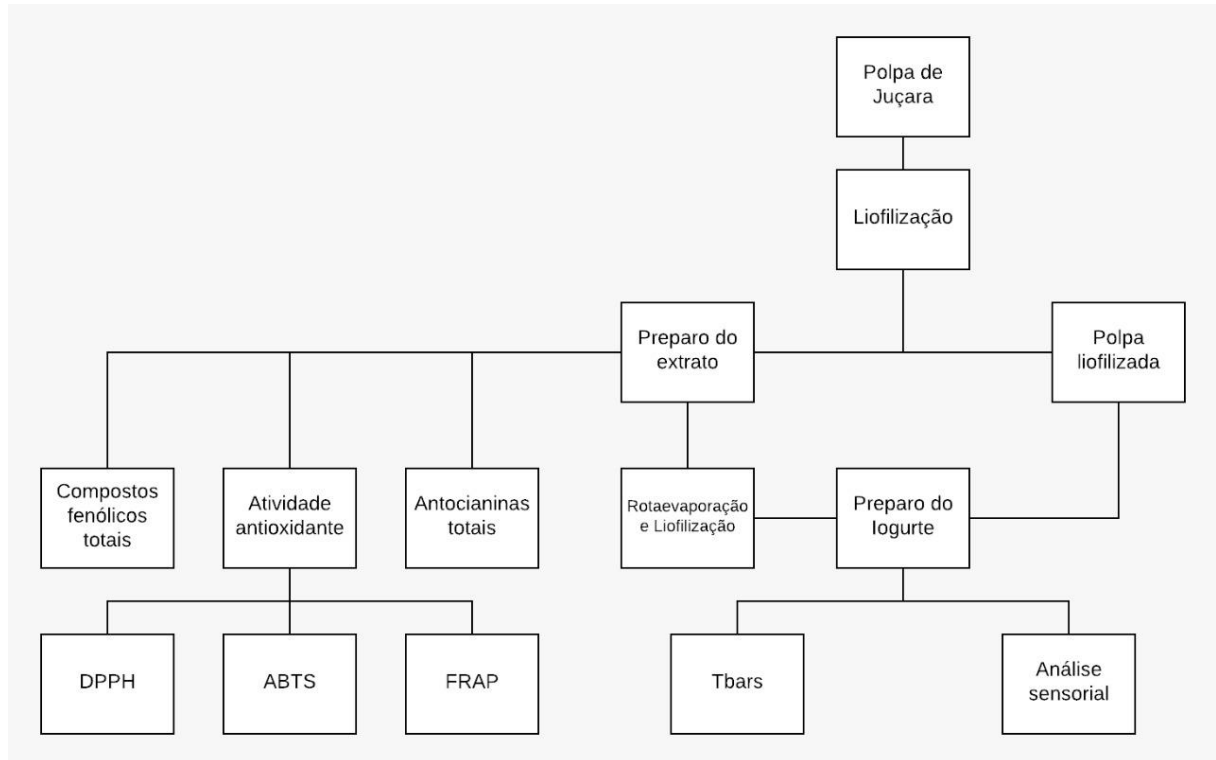 Polpa de
Juçara
Liofilização
Preparo do
extrato
Polpa
liofilizada
Compostos
fenólicos
totais
Atividade
antioxidante
Antocianinas
totais
Rotaevaporação
e Liofilização
Preparo do
Iogurte
DPPH
ABTS
FRAP
Tbars
Análise
sensorial